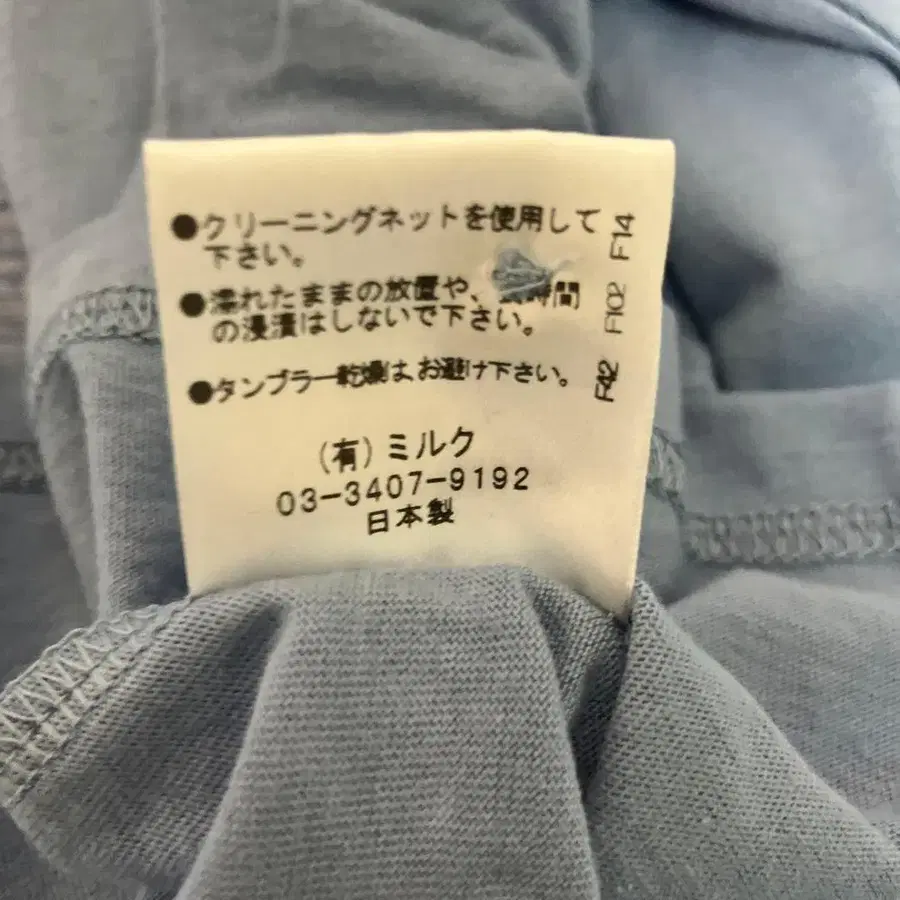 ●クリーニングネットを使用して
下さい。
●濡れたままの放置や、時間
の浸漬はしないで下さい。
●タンブラー乾燥は、お避け下さい。
(有)ミルク
03-3407-9192
日本製
F14
F102
F42